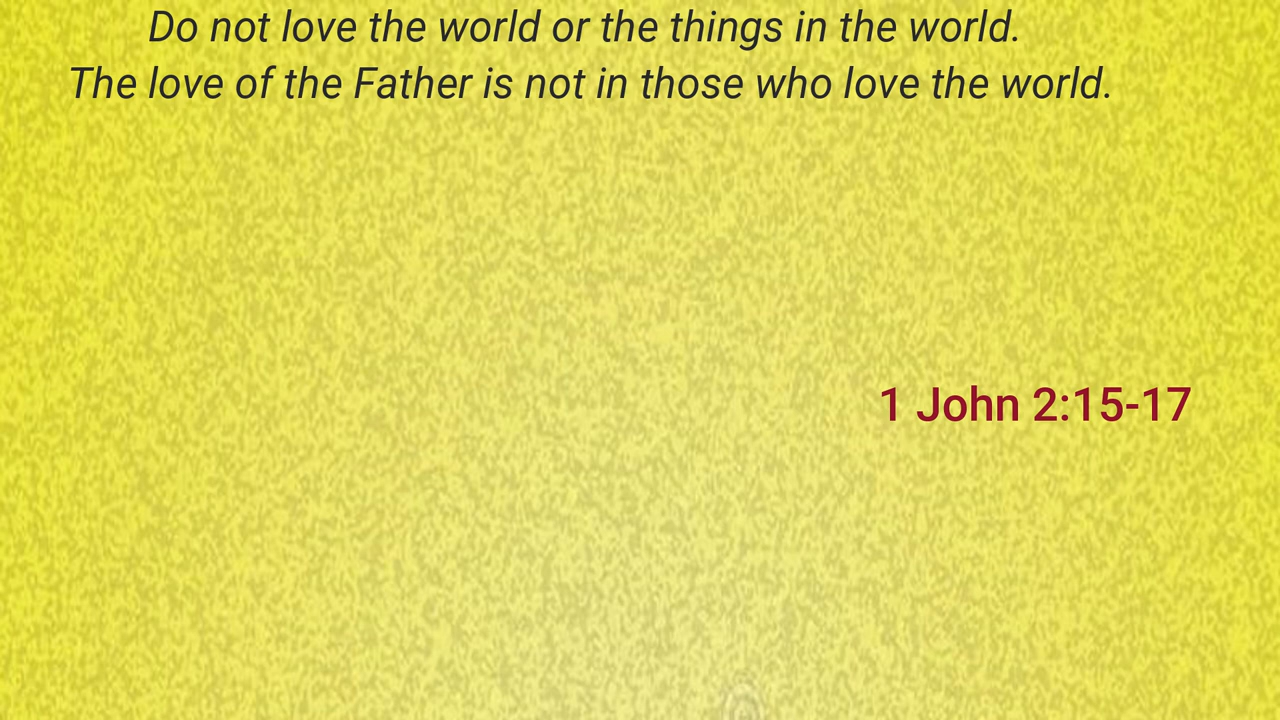 Do not love the world or the things in the world.
The love of the Father is not in those who love the world.
1 John 2:15-17